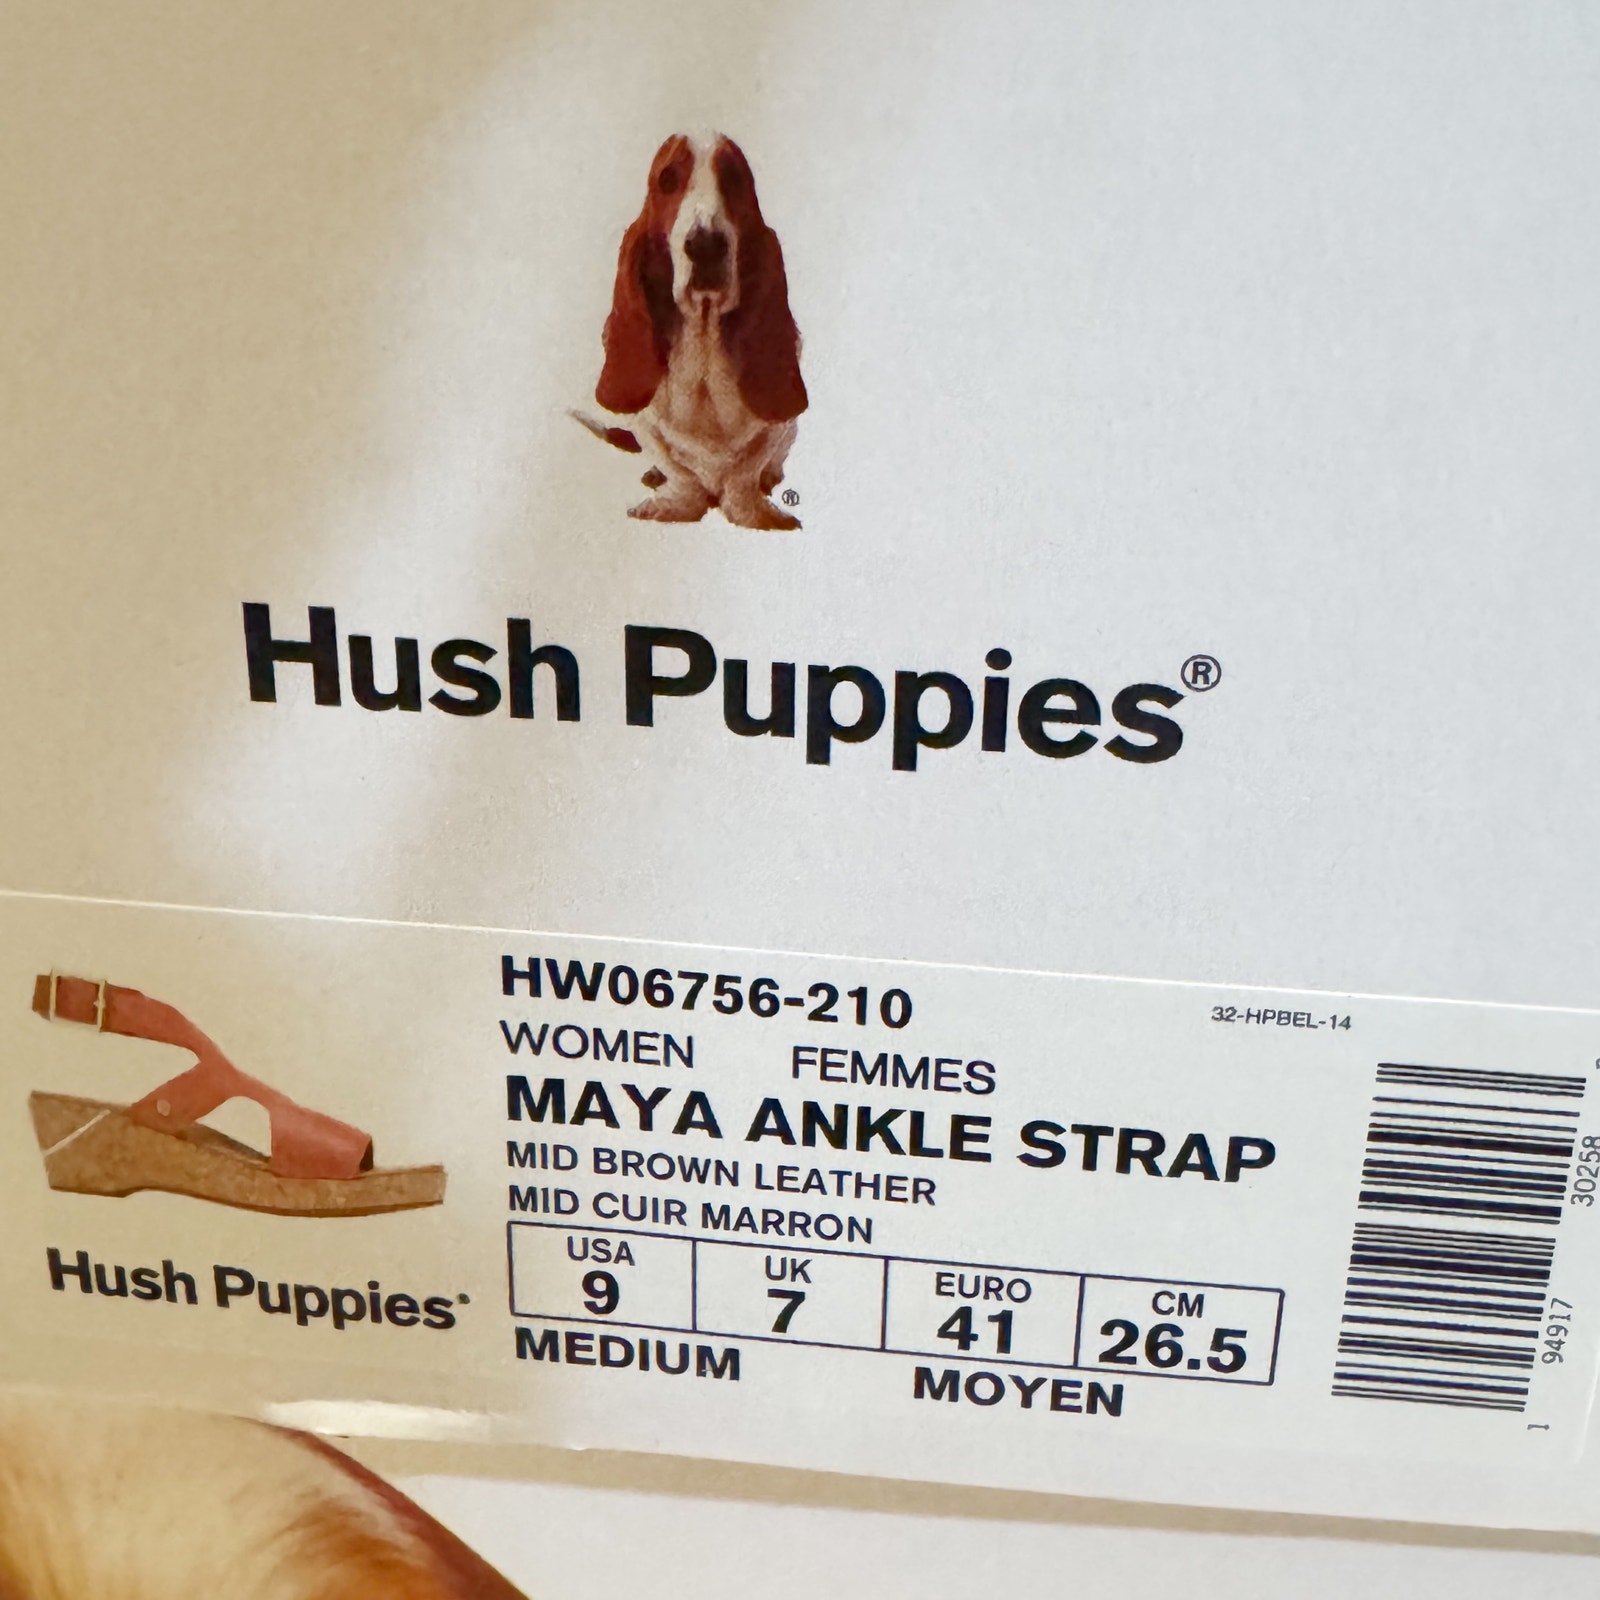 ®
Hush Puppies®
HW06756-210
32-HPBEL-14
WOMEN FEMMES
MAYA ANKLE STRAP
MID BROWN LEATHER
MID CUIR MARRON
USA UK EURO CM
9 7 41 26.5
MEDIUM MOYEN
Hush Puppies
1 94917 30258